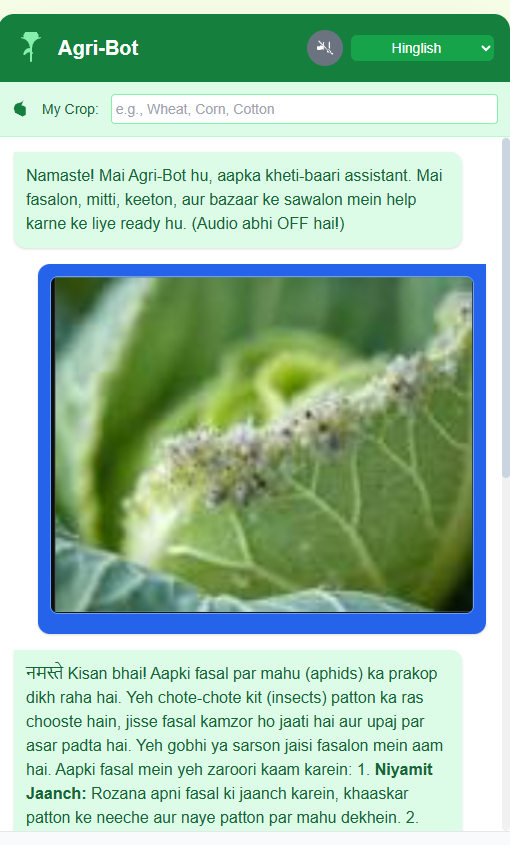 Agri-Bot
Hinglish
My Crop:
e.g., Wheat, Corn, Cotton
Namaste! Mai Agri-Bot hu, aapka kheti-baari assistant. Mai
fasalon, mitti, keeton, aur bazaar ke sawalon mein help
karne ke liye ready hu. (Audio abhi OFF hai!)
नमस्ते Kisan bhai! Aapki fasal par mahu (aphids) ka prakop
dikh raha hai. Yeh chote-chote kit (insects) patton ka ras
chooste hain, jisse fasal kamzor ho jaati hai aur upaj par
asar padta hai. Yeh gobhi ya sarson jaisi fasalon mein aam
hai. Aapki fasal mein yeh zaroori kaam karein: 1. Niyamit
Jaanch: Rozana apni fasal ki jaanch karein, khaaskar
patton ke neeche aur naye patton par mahu dekhein. 2.